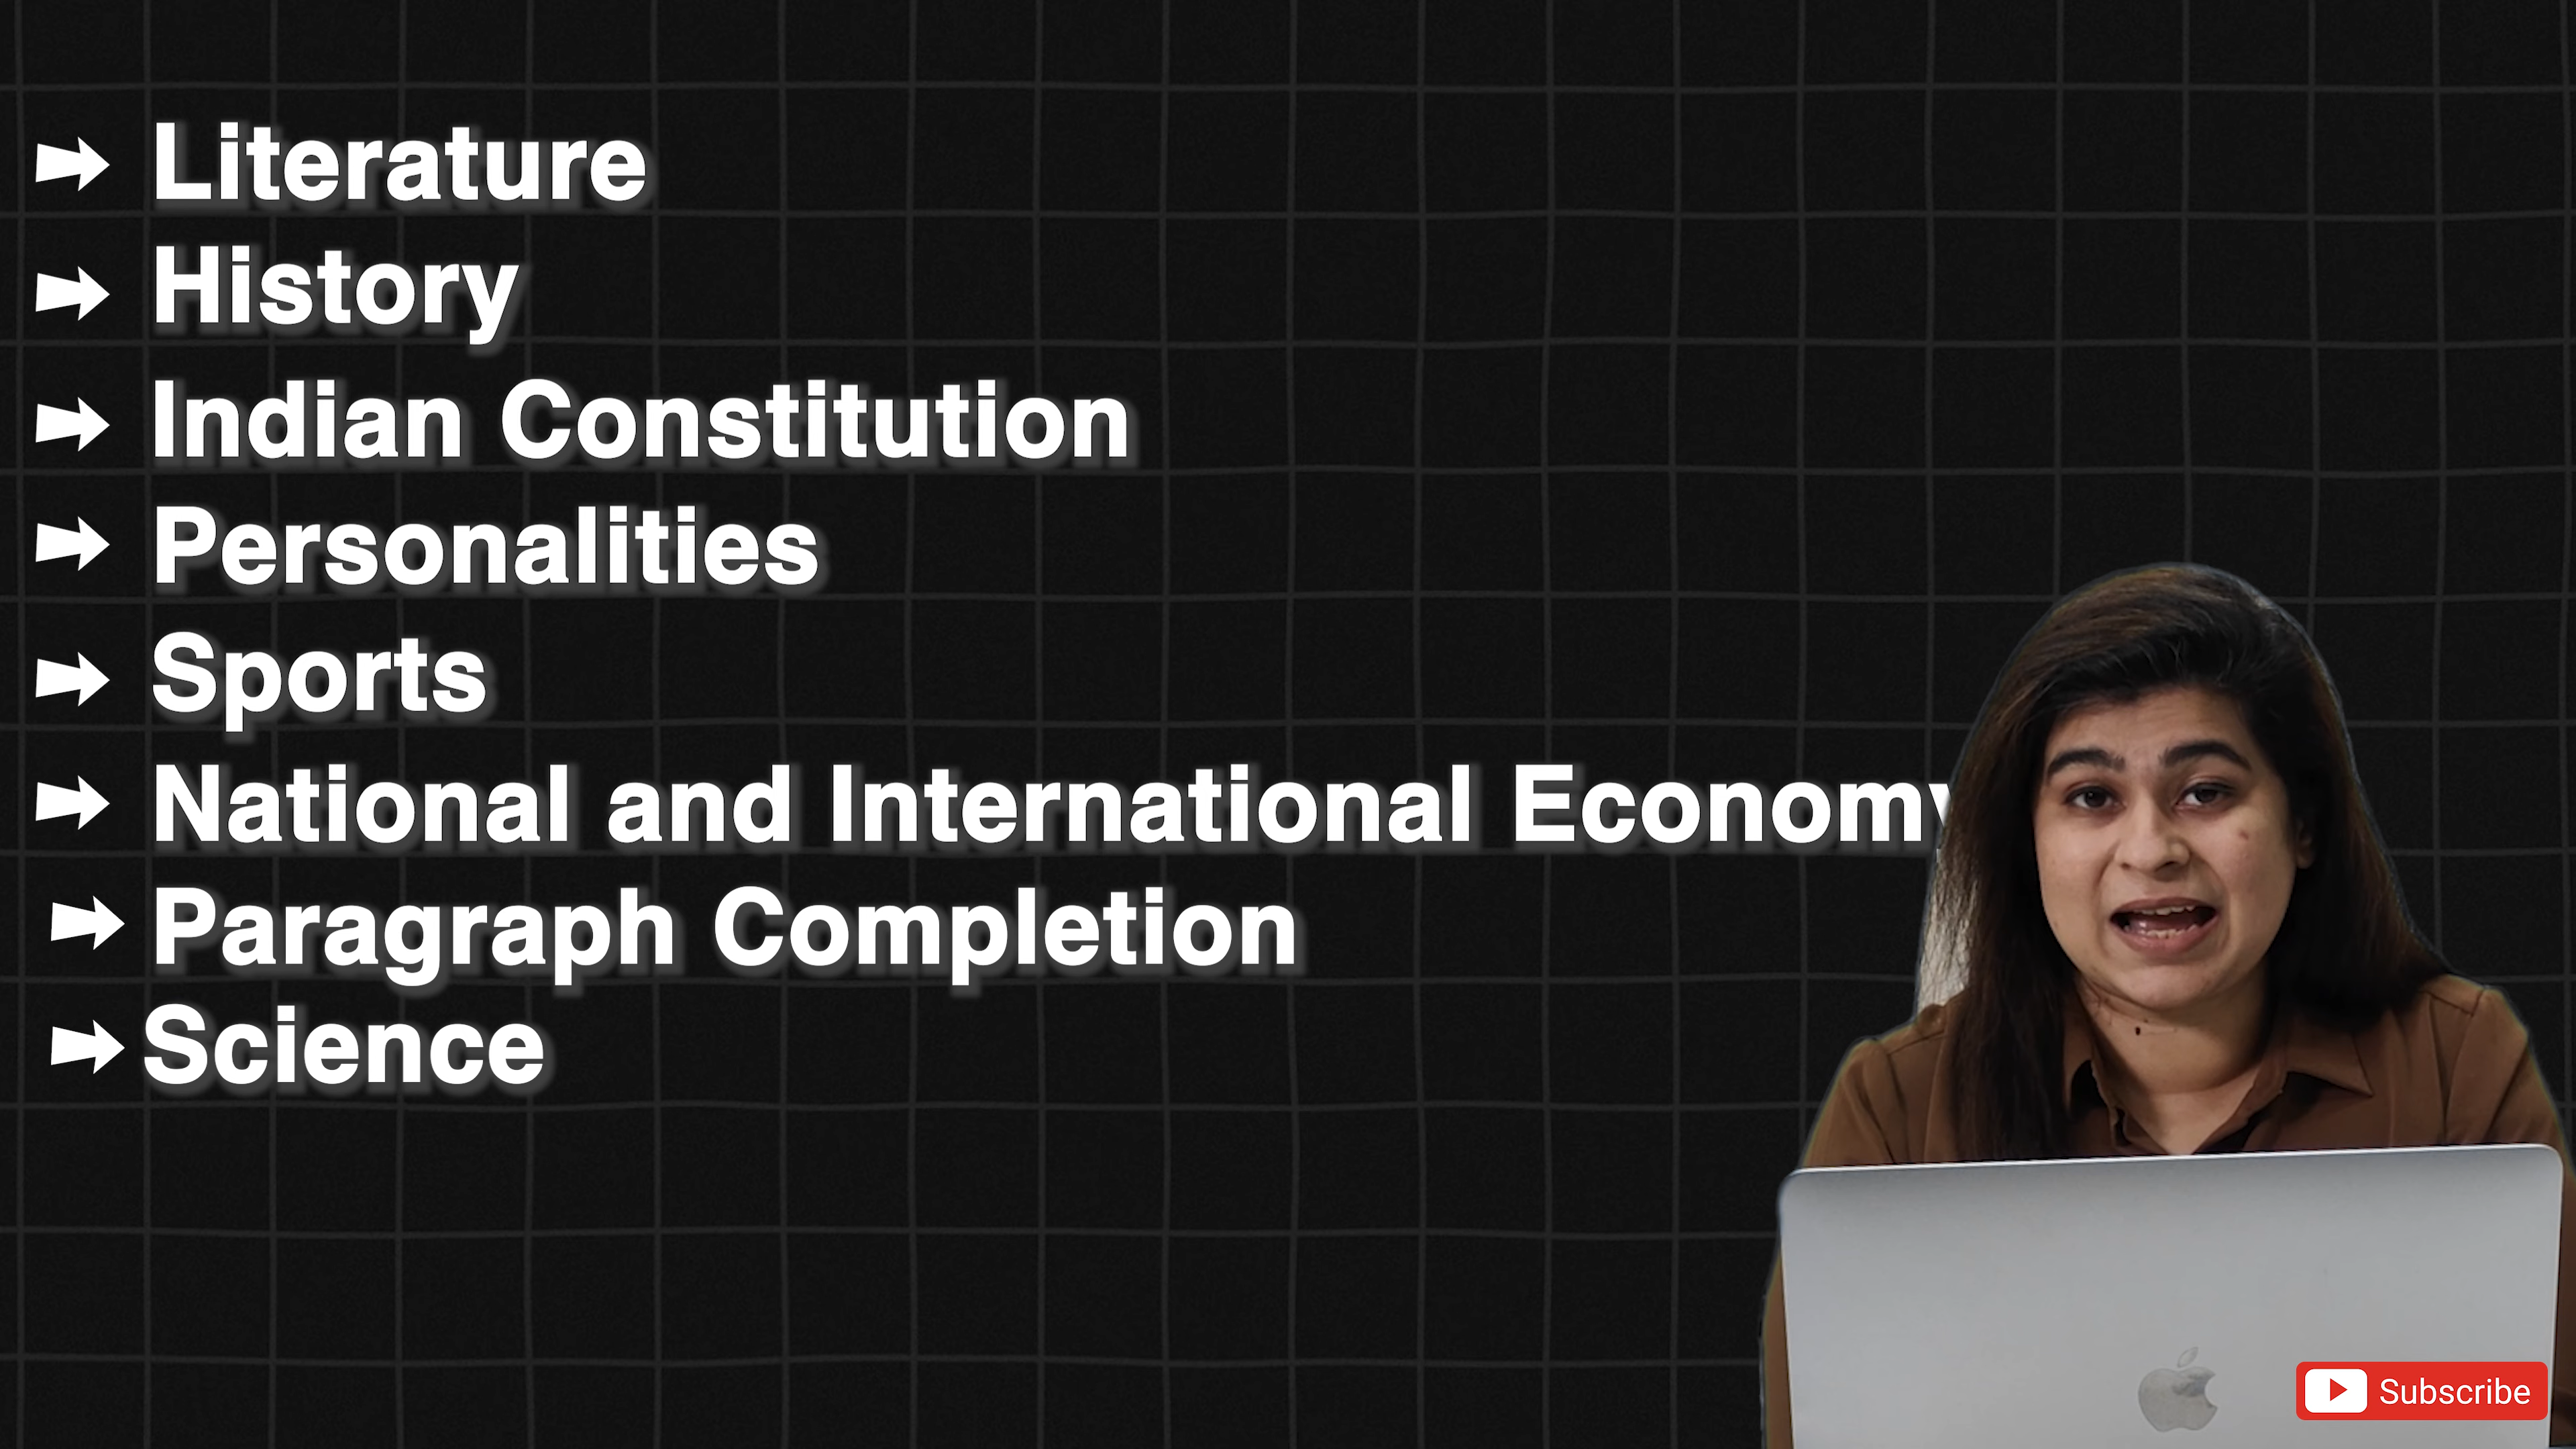 Literature
History
Indian Constitution
Personalities
Sports
National and International Economy
Paragraph Completion
Science
Subscribe